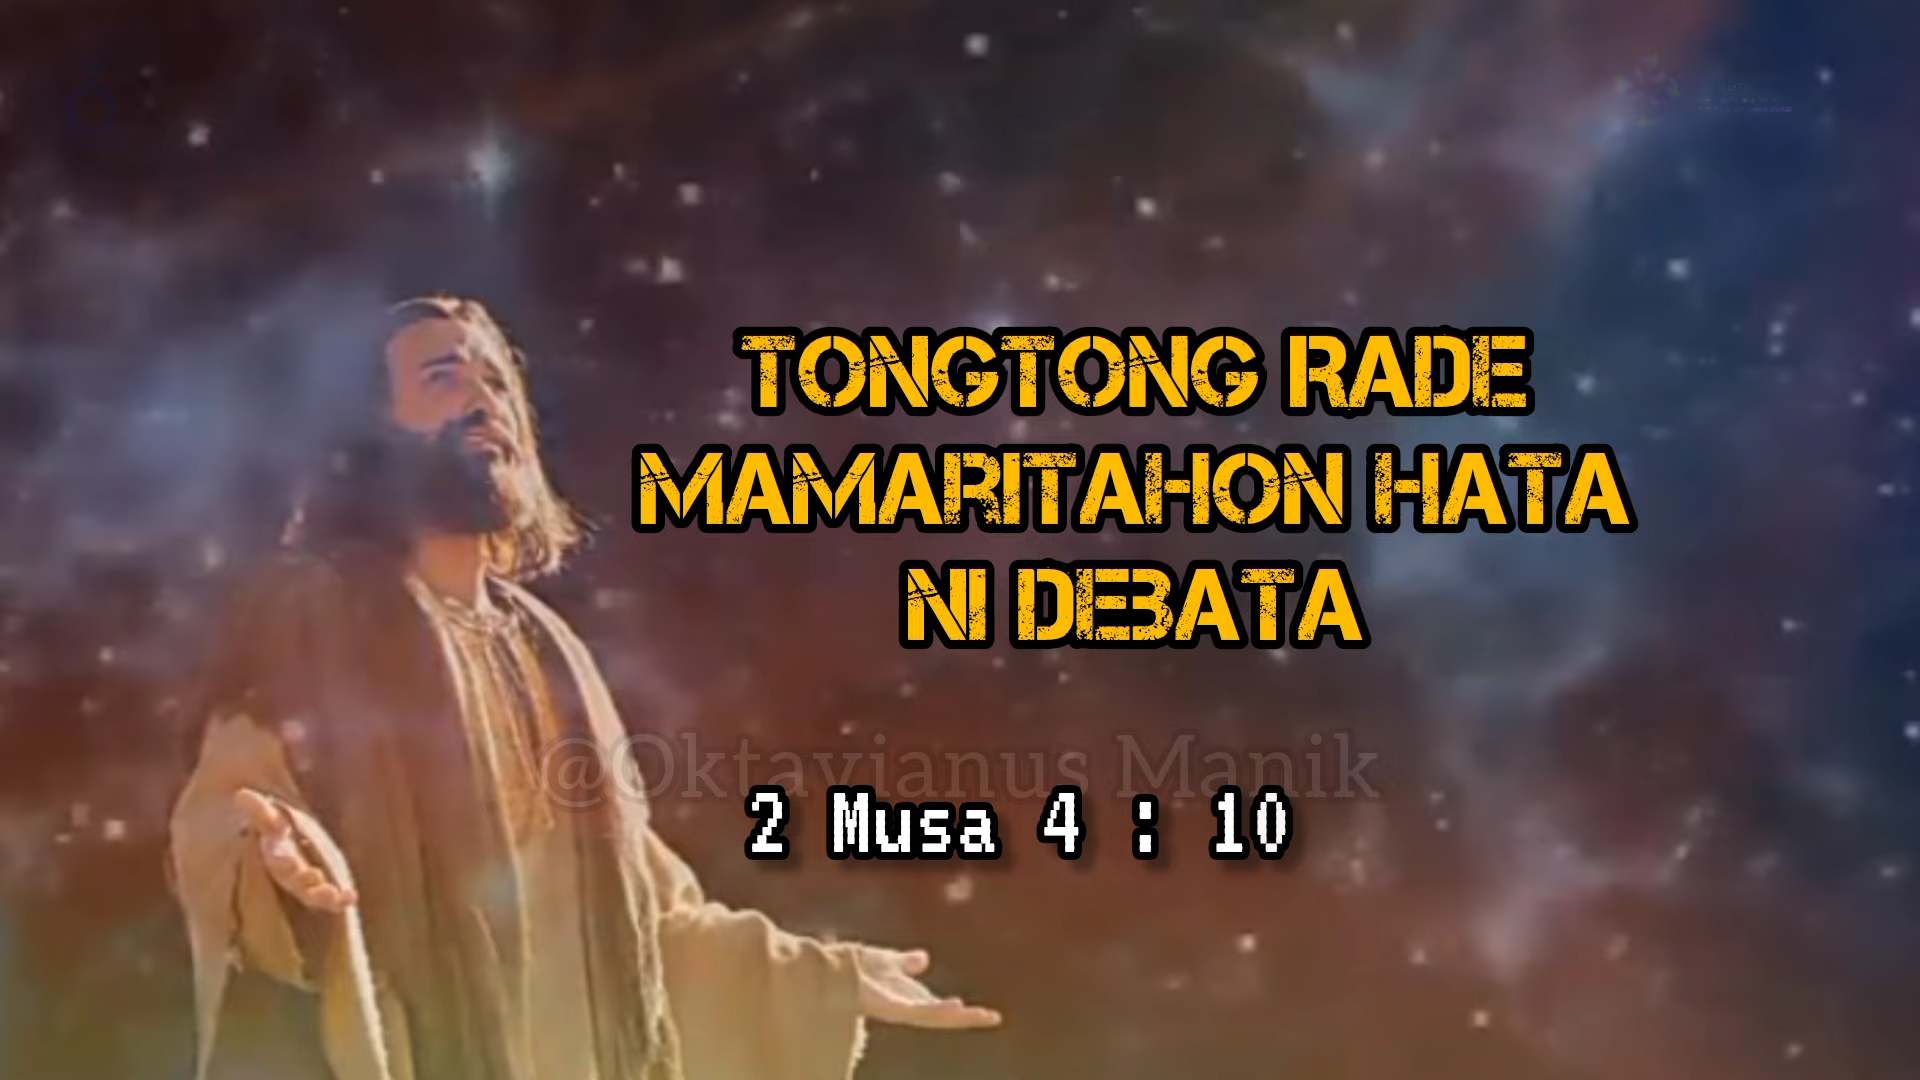 TONGTONG RADE
MAMARITAHON HATA
NI DEBATA
@Oktavianus Manik
2 Musa 4 : 10